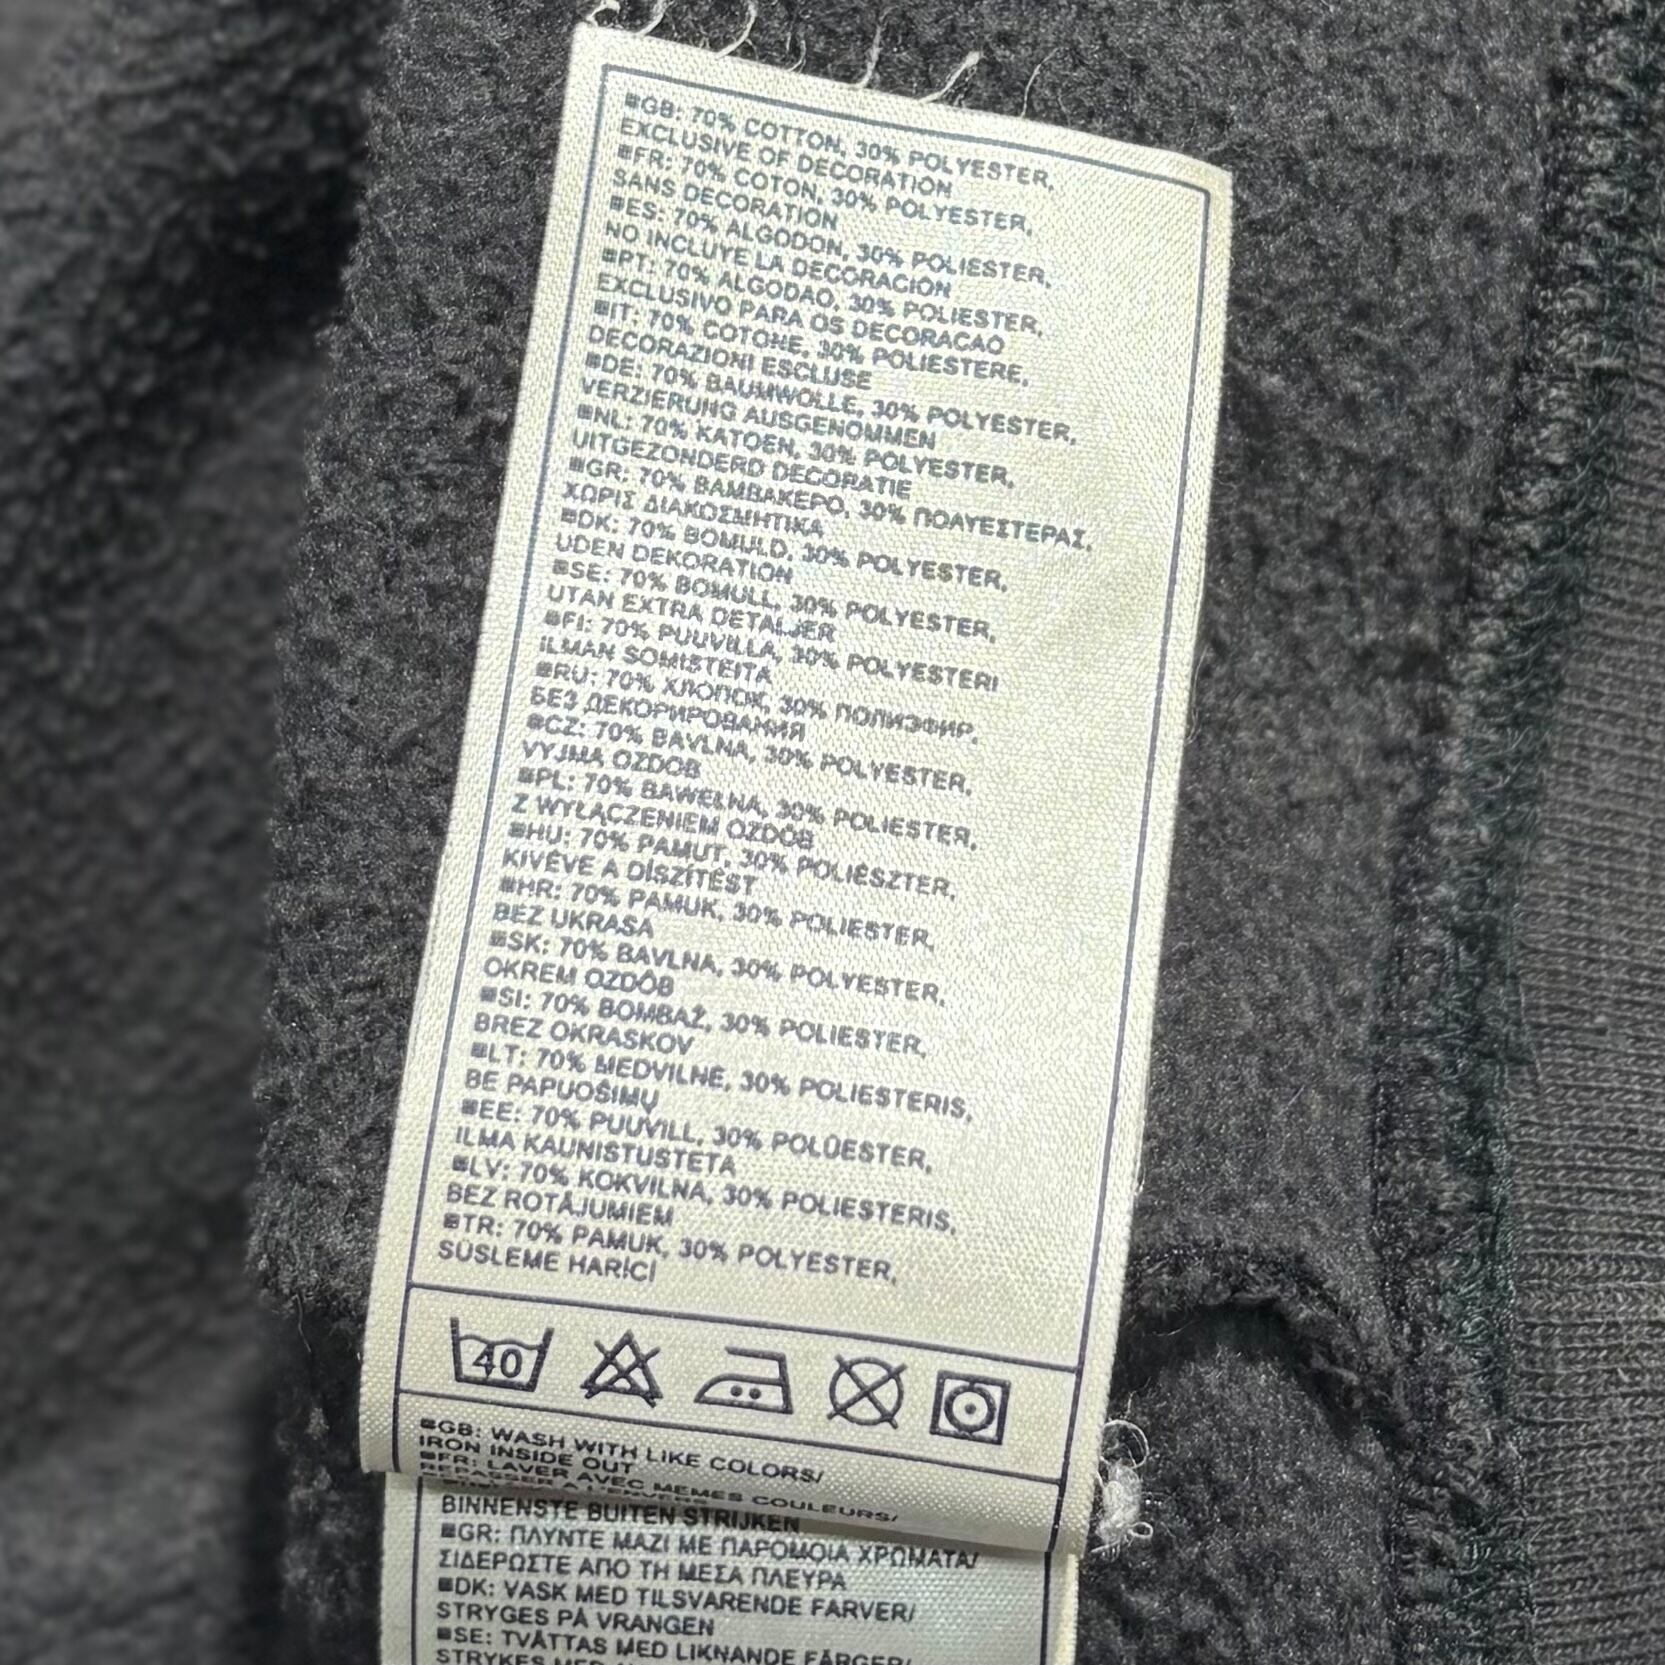 GB: 70% COTTON, 30% POLYESTER,
EXCLUSIVE OF DECORATION
FR: 70% COTON, 30% POLYESTER,
SANS DECORATION
ES: 70% ALGODON, 30% POLIESTER,
NO INCLUYE LA DECORACIÓN
PT: 70% ALGODAO, 30% POLIESTER,
EXCLUSIVO PARA OS DECORACAO
IT: 70% COTONE, 30% POLIESTERE,
DECORAZIONI ESCLUSE
DE: 70% BAUMWOLLE, 30% POLYESTER,
VERZIERUNG AUSGENOMMEN
NL: 70% KATOEN, 30% POLYESTER,
UITGEZONDERD DECORATIE
GR: 70% ΒΑΜΒΑΚΕΡΟ, 30% ΠΟΛΥΕΣΤΕΡΑΣ,
ΧΩΡΙΣ ΔΙΑΚΟΣΜΗΤΙΚΑ
DK: 70% BOMULD, 30% POLYESTER,
UDEN DEKORATION
SE: 70% BOMULL, 30% POLYESTER,
UTAN EXTRA DETALJER
FI: 70% PUUVILLA, 30% POLYESTERI
ILMAN SOMISTEITA
RU: 70% ХЛОПОК, 30% ПОЛИЭФИР,
БЕЗ ДЕКОРИРОВАНИЯ
CZ: 70% BAVLNA, 30% POLYESTER,
VYJMA OZDOB
PL: 70% BAWEŁNA, 30% POLIESTER,
Z WYŁĄCZENIEM OZDÓB
HU: 70% PAMUT, 30% POLIÉSZTER,
KIVÉVE A DÍSZÍTÉST
HR: 70% PAMUK, 30% POLIESTER,
BEZ UKRASA
SK: 70% BAVLNA, 30% POLYESTER,
OKREM OZDÔB
SI: 70% BOMBAŽ, 30% POLIESTER,
BREZ OKRASKOV
LT: 70% MEDVILNĖ, 30% POLIESTERIS,
BE PAPUOŠIMŲ
EE: 70% PUUVILL, 30% POLÜESTER,
ILMA KAUNISTUSTETA
LV: 70% KOKVILNA, 30% POLIESTERIS,
BEZ ROTĀJUMIEM
TR: 70% PAMUK, 30% POLYESTER,
SÜSLEME HARİCİ
40
GB: WASH WITH LIKE COLORS/
IRON INSIDE OUT
FR: LAVER AVEC MEMES COULEURS/
REPASSER A L'ENVERS
BINNENSTE BUITEN STRIJKEN
GR: ΠΛΥΝΤΕ ΜΑΖΙ ΜΕ ΠΑΡΟΜΟΙΑ ΧΡΩΜΑΤΑ/
ΣΙΔΕΡΩΣΤΕ ΑΠΟ ΤΗ ΜΕΣΑ ΠΛΕΥΡΑ
DK: VASK MED TILSVARENDE FARVER/
STRYGES PÅ VRANGEN
SE: TVÄTTAS MED LIKNANDE FÄRGER/
STRYKES MED